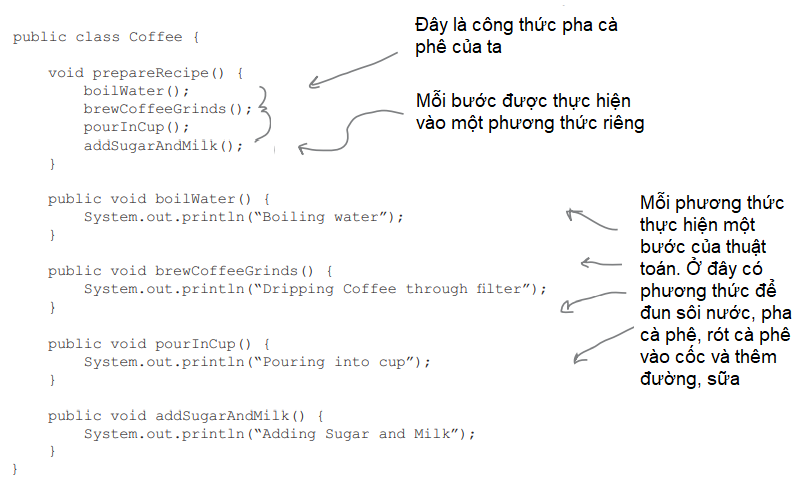 Đây là công thức pha cà
phê của ta
public class Coffee {
void prepareRecipe() {
boilWater();
brewCoffeeGrinds();
pourInCup();
addSugarAndMilk();
}
Mỗi bước được thực hiện
vào một phương thức riêng
public void boilWater() {
System.out.println(“Boiling water”);
}
public void brewCoffeeGrinds() {
System.out.println(“Dripping Coffee through filter”);
}
public void pourInCup() {
System.out.println(“Pouring into cup”);
}
public void addSugarAndMilk() {
System.out.println(“Adding Sugar and Milk”);
}
}
Mỗi phương thức
thực hiện một
bước của thuật
toán. Ở đây có
phương thức để
đun sôi nước, pha
cà phê, rót cà phê
vào cốc và thêm
đường, sữa